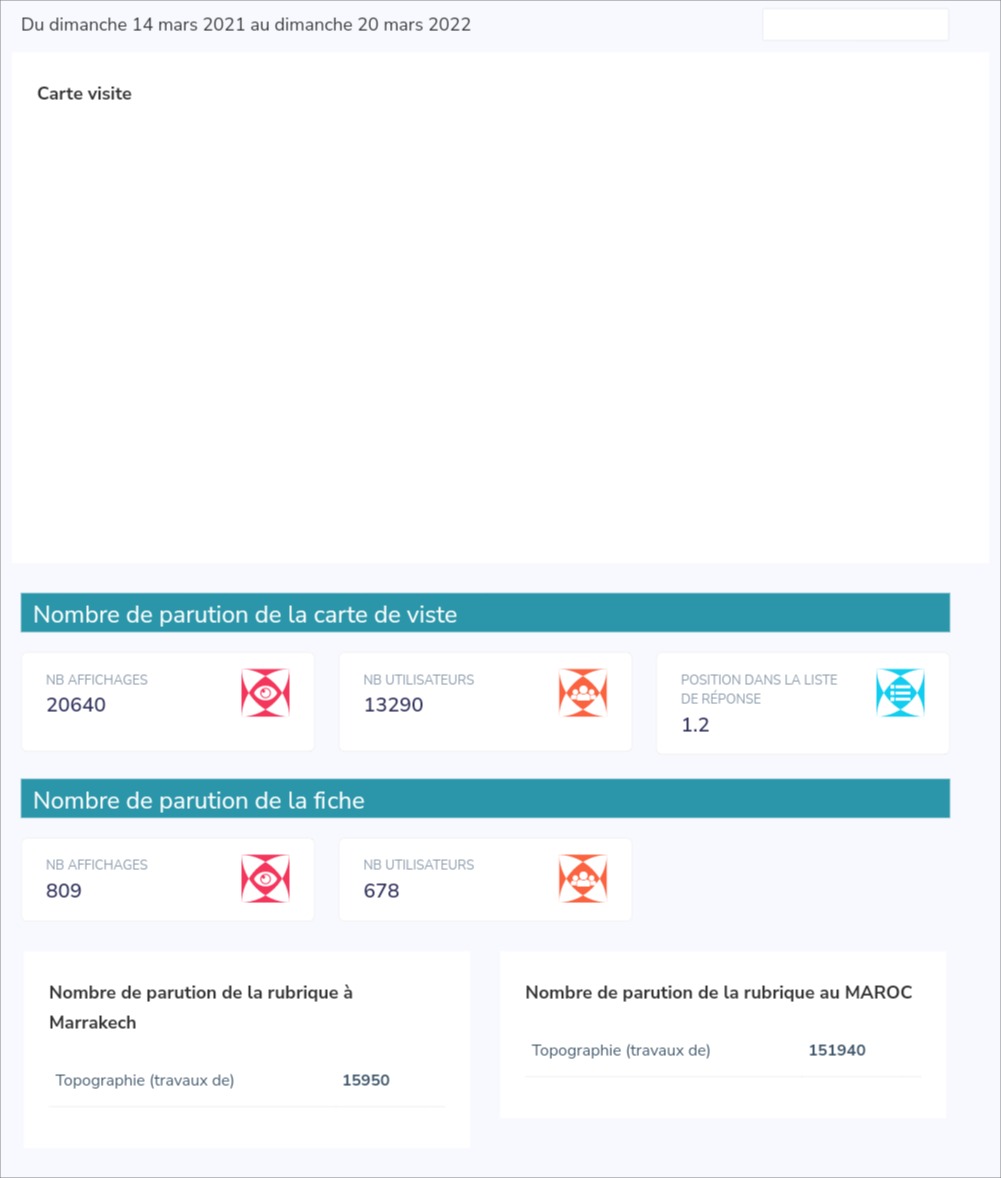 Du dimanche 14 mars 2021 au dimanche 20 mars 2022
Carte visite
Nombre de parution de la carte de viste
NB AFFICHAGES
20640
NB UTILISATEURS
13290
POSITION DANS LA LISTE
DE RÉPONSE
1.2
Nombre de parution de la fiche
NB AFFICHAGES
809
NB UTILISATEURS
678
Nombre de parution de la rubrique à
Marrakech
Topographie (travaux de) 15950
Nombre de parution de la rubrique au MAROC
Topographie (travaux de) 151940